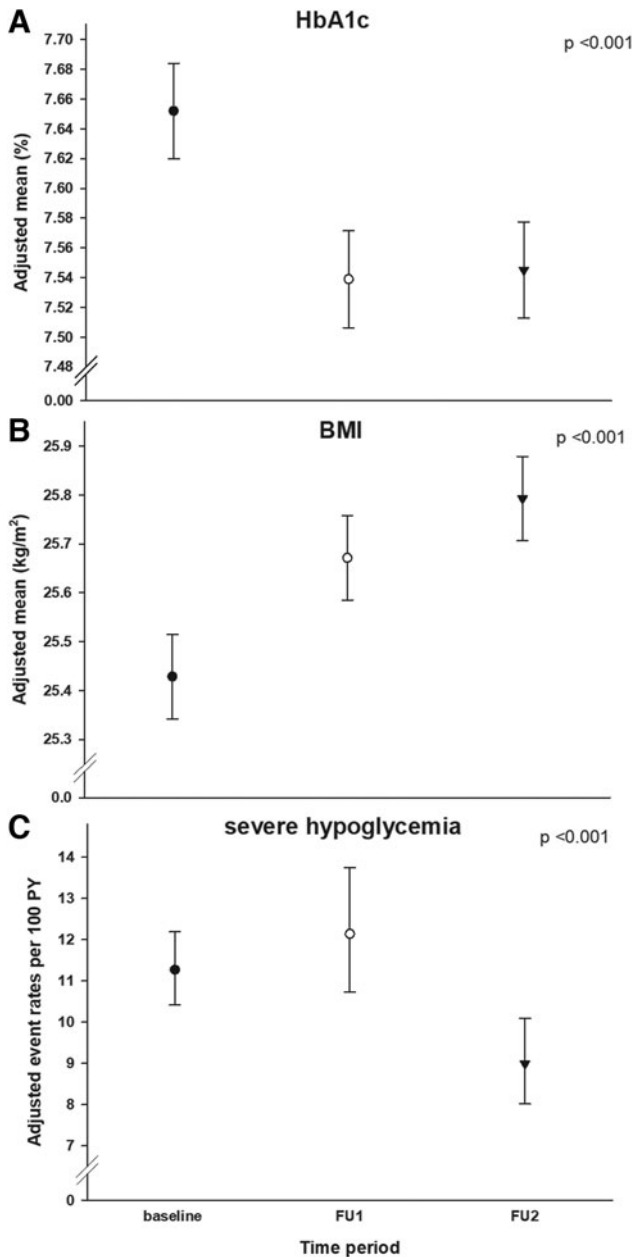 A
HbA1c
p <0.001
Adjusted mean (%)
7.70
7.68
7.66
7.64
7.62
7.60
7.58
7.56
7.54
7.52
7.50
7.48
0.00
B
BMI
p <0.001
Adjusted mean (kg/m²)
25.9
25.8
25.7
25.6
25.5
25.4
25.3
0.0
C
severe hypoglycemia
p <0.001
Adjusted event rates per 100 PY
14
13
12
11
10
9
8
7
0
baseline FU1 FU2
Time period